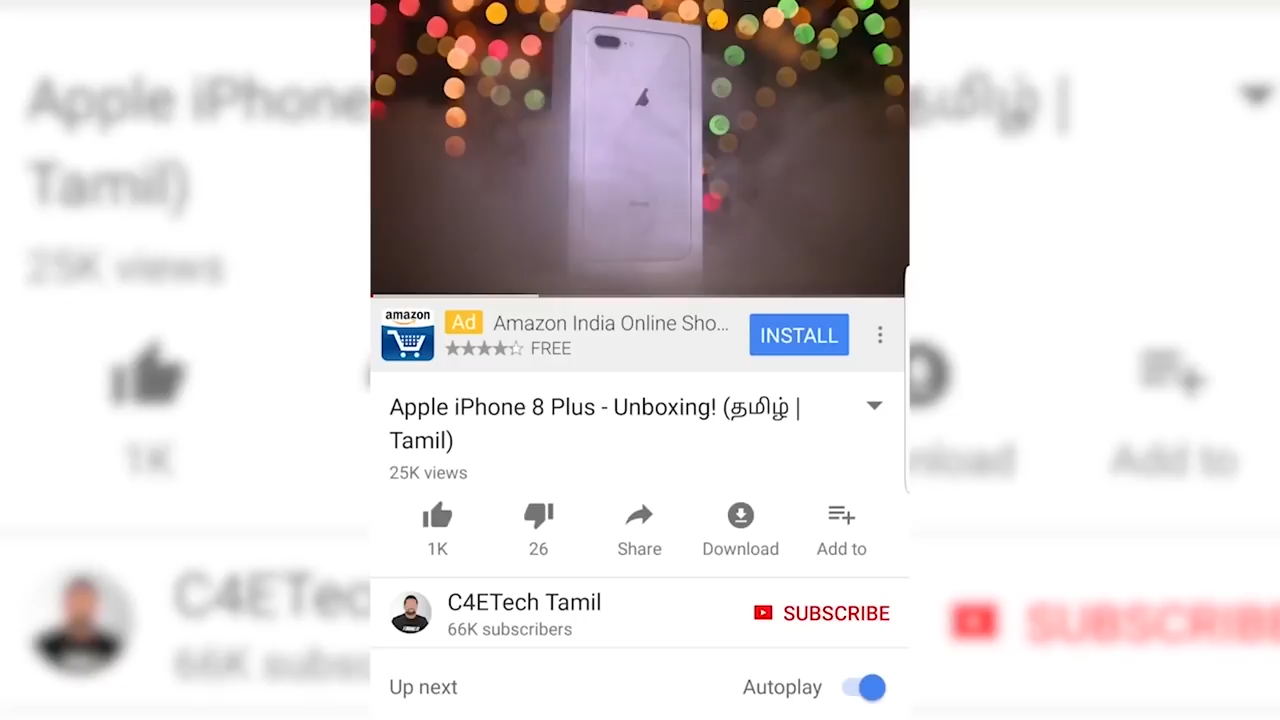 amazon
Ad Amazon India Online Sho...
FREE
INSTALL
Apple iPhone 8 Plus - Unboxing! (தமிழ் |
Tamil)
25K views
1K
26
Share
Download
Add to
C4ETech Tamil
66K subscribers
SUBSCRIBE
Up next
Autoplay